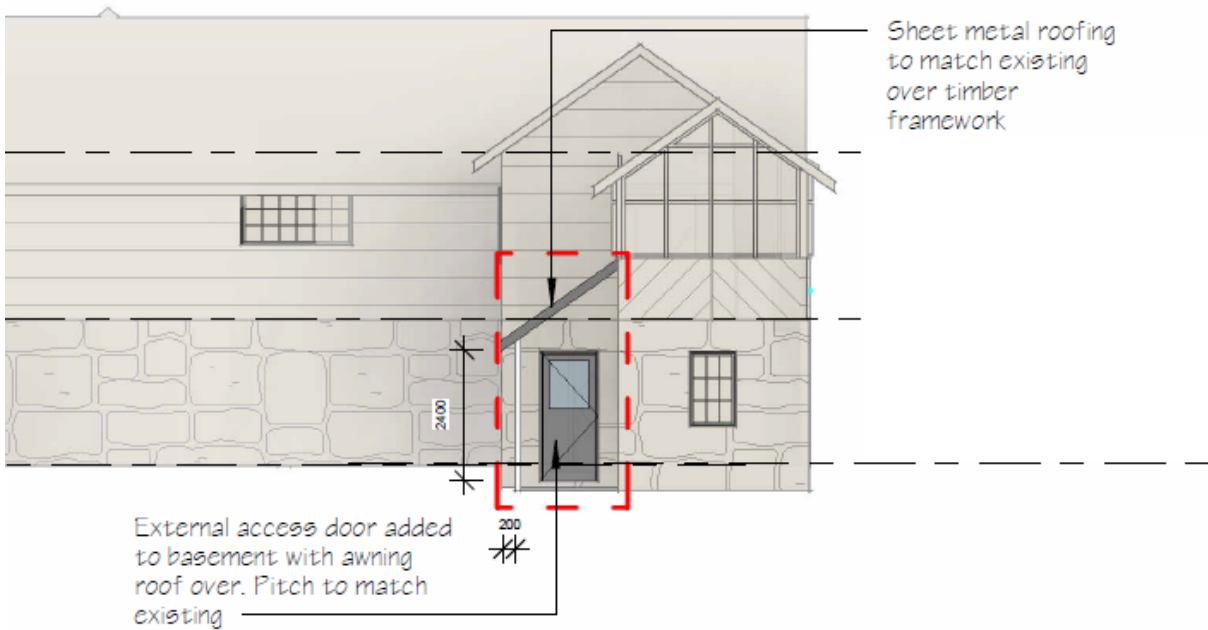 Sheet metal roofing
to match existing
over timber
framework
2400
200
External access door added
to basement with awning
roof over. Pitch to match
existing